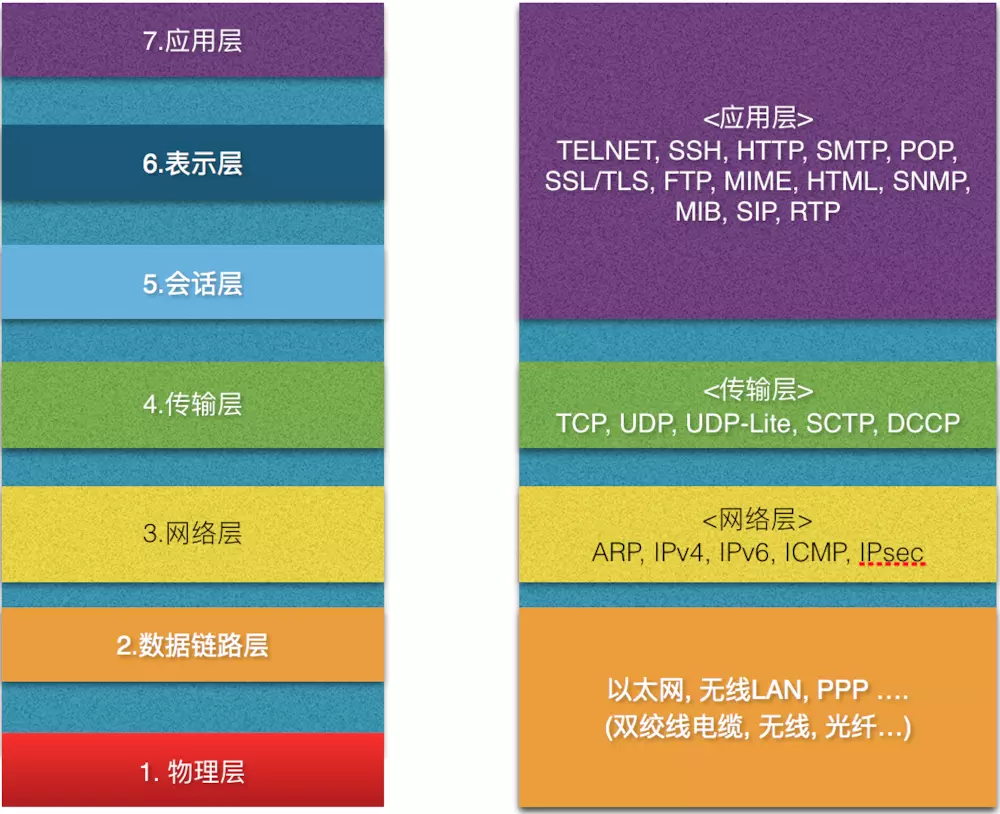 7.应用层
6.表示层
5.会话层
4.传输层
3.网络层
2.数据链路层
1. 物理层
<应用层>
TELNET, SSH, HTTP, SMTP, POP,
SSL/TLS, FTP, MIME, HTML, SNMP,
MIB, SIP, RTP
<传输层>
TCP, UDP, UDP-Lite, SCTP, DCCP
<网络层>
ARP, IPv4, IPv6, ICMP, IPsec
以太网, 无线LAN, PPP ....
(双绞线电缆, 无线, 光纤...)